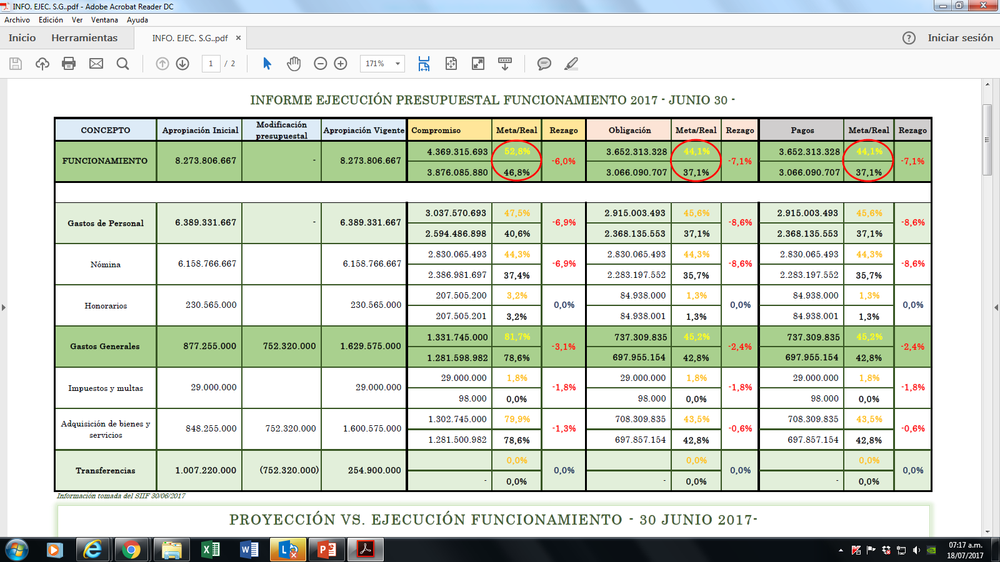 INFO. EJEC. S.G..pdf - Adobe Acrobat Reader DC
Archivo Edición Ver Ventana Ayuda
Inicio Herramientas INFO. EJEC. S.G..pdf × ? Iniciar sesión
1 / 2 171%
INFORME EJECUCIÓN PRESUPUESTAL FUNCIONAMIENTO 2017 - JUNIO 30 -
CONCEPTO Apropiación Inicial Modificación presupuestal Apropiación Vigente Compromiso Meta/Real Rezago Obligación Meta/Real Rezago Pagos Meta/Real Rezago
FUNCIONAMIENTO 8.273.806.667 - 8.273.806.667 4.369.315.693 52,8% -6,0% 3.652.313.328 44,1% -7,1% 3.652.313.328 44,1% -7,1%
3.876.085.880 46,8% 3.066.090.707 37,1% 3.066.090.707 37,1%
Gastos de Personal 6.389.331.667 - 6.389.331.667 3.037.570.693 47,5% -6,9% 2.915.003.493 45,6% -8,6% 2.915.003.493 45,6% -8,6%
2.594.486.898 40,6% 2.368.135.553 37,1% 2.368.135.553 37,1%
Nómina 6.158.766.667 6.158.766.667 2.830.065.493 44,3% -6,9% 2.830.065.493 44,3% -8,6% 2.830.065.493 44,3% -8,6%
2.386.981.697 37,4% 2.283.197.552 35,7% 2.283.197.552 35,7%
Honorarios 230.565.000 230.565.000 207.505.200 3,2% 0,0% 84.938.000 1,3% 0,0% 84.938.000 1,3% 0,0%
207.505.201 3,2% 84.938.001 1,3% 84.938.001 1,3%
Gastos Generales 877.255.000 752.320.000 1.629.575.000 1.331.745.000 81,7% -3,1% 737.309.835 45,2% -2,4% 737.309.835 45,2% -2,4%
1.281.598.982 78,6% 697.955.154 42,8% 697.955.154 42,8%
Impuestos y multas 29.000.000 29.000.000 29.000.000 1,8% -1,8% 29.000.000 1,8% -1,8% 29.000.000 1,8% -1,8%
98.000 0,0% 98.000 0,0% 98.000 0,0%
Adquisición de bienes y servicios 848.255.000 752.320.000 1.600.575.000 1.302.745.000 79,9% -1,3% 708.309.835 43,5% -0,6% 708.309.835 43,5% -0,6%
1.281.500.982 78,6% 697.857.154 42,8% 697.857.154 42,8%
Transferencias 1.007.220.000 (752.320.000) 254.900.000 0,0% 0,0% 0,0% 0,0% 0,0% 0,0%
- 0,0% - 0,0% - 0,0%
Información tomada del SIIF 30/06/2017
PROYECCIÓN VS. EJECUCIÓN FUNCIONAMIENTO - 30 JUNIO 2017-
07:17 a.m.
18/07/2017